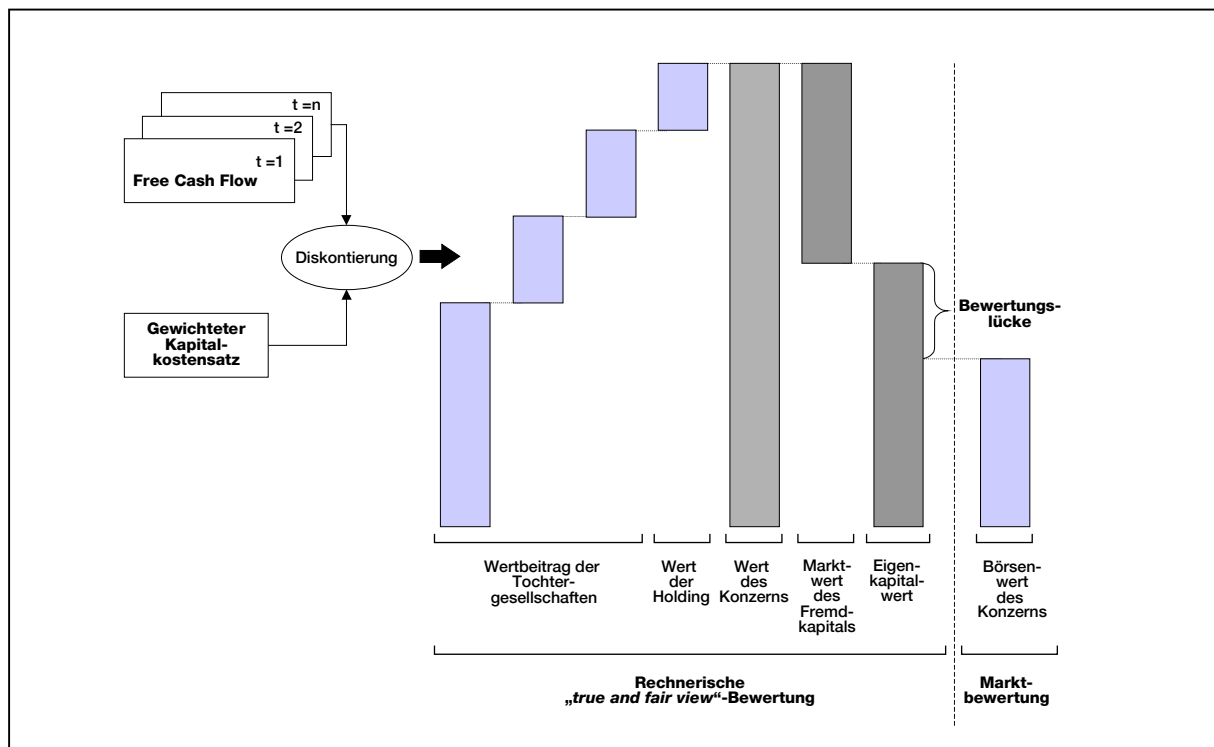 t =n
t =2
t =1
Free Cash Flow
Diskontierung
Gewichteter
Kapital-
kostensatz
Bewertungs-
lücke
Wertbeitrag der
Tochter-
gesellschaften
Wert
der
Holding
Wert
des
Konzerns
Markt-
wert
des
Fremd-
kapitals
Eigen-
kapital-
wert
Börsen-
wert
des
Konzerns
Rechnerische
„true and fair view“-Bewertung
Markt-
bewertung